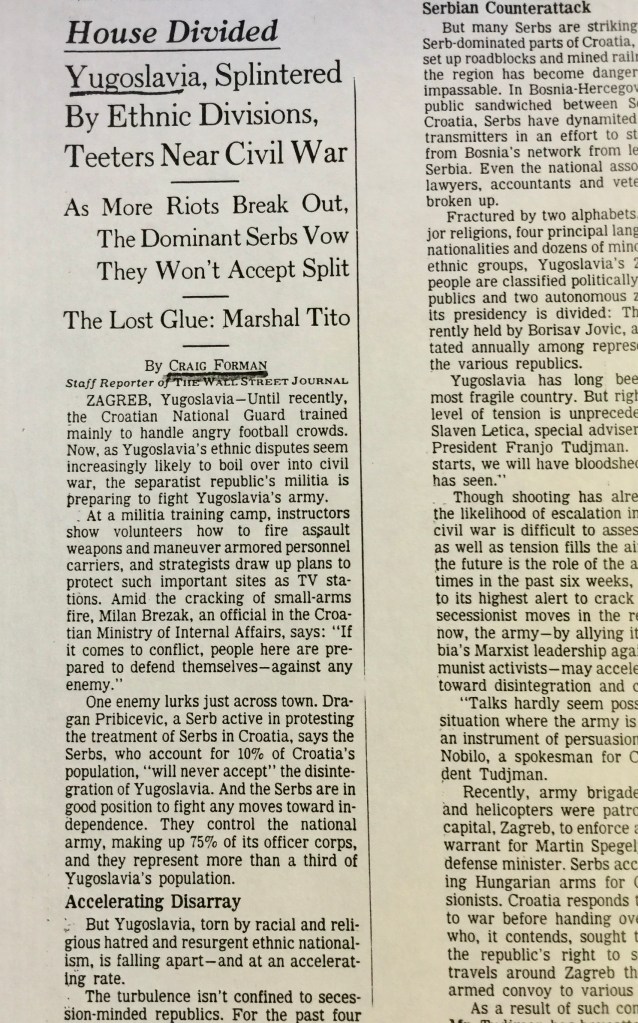 House Divided
Yugoslavia, Splintered
By Ethnic Divisions,
Teeters Near Civil War
As More Riots Break Out,
The Dominant Serbs Vow
They Won't Accept Split
The Lost Glue: Marshal Tito
By CRAIG FORMAN
Staff Reporter of THE WALL STREET JOURNAL
ZAGREB, Yugoslavia—Until recently,
the Croatian National Guard trained
mainly to handle angry football crowds.
Now, as Yugoslavia's ethnic disputes seem
increasingly likely to boil over into civil
war, the separatist republic's militia is
preparing to fight Yugoslavia's army.
At a militia training camp, instructors
show volunteers how to fire assault
weapons and maneuver armored personnel
carriers, and strategists draw up plans to
protect such important sites as TV sta-
tions. Amid the cracking of small-arms
fire, Milan Brezak, an official in the Croa-
tian Ministry of Internal Affairs, says: "If
it comes to conflict, people here are pre-
pared to defend themselves—against any
enemy."
One enemy lurks just across town. Dra-
gan Pribicevic, a Serb active in protesting
the treatment of Serbs in Croatia, says the
Serbs, who account for 10% of Croatia's
population, "will never accept" the disinte-
gration of Yugoslavia. And the Serbs are in
good position to fight any moves toward in-
dependence. They control the national
army, making up 75% of its officer corps,
and they represent more than a third of
Yugoslavia's population.
Accelerating Disarray
But Yugoslavia, torn by racial and reli-
gious hatred and resurgent ethnic national-
ism, is falling apart—and at an accelerat-
ing rate.
The turbulence isn't confined to seces-
sion-minded republics. For the past four
Serbian Counterattack
But many Serbs are striking
Serb-dominated parts of Croatia,
set up roadblocks and mined railr
the region has become danger
impassable. In Bosnia-Hercegov
public sandwiched between Se
Croatia, Serbs have dynamited
transmitters in an effort to st
from Bosnia's network from le
Serbia. Even the national asso
lawyers, accountants and vete
broken up.
Fractured by two alphabets,
jor religions, four principal lang
nationalities and dozens of mino
ethnic groups, Yugoslavia's 2
people are classified politically
publics and two autonomous z
its presidency is divided: Th
rently held by Borisav Jovic, a
tated annually among represe
the various republics.
Yugoslavia has long bee
most fragile country. But righ
level of tension is unprecede
Slaven Letica, special adviser
President Franjo Tudjman.
starts, we will have bloodshed
has seen."
Though shooting has alre
the likelihood of escalation in
civil war is difficult to asses
as well as tension fills the ai
the future is the role of the a
times in the past six weeks,
to its highest alert to crack
secessionist moves in the re
now, the army—by allying it
bia's Marxist leadership aga
munist activists—may accele
toward disintegration and c
"Talks hardly seem poss
situation where the army is
an instrument of persuasion
Nobilo, a spokesman for C
dent Tudjman.
Recently, army brigade
and helicopters were patro
capital, Zagreb, to enforce a
warrant for Martin Spegel
defense minister. Serbs acc
ing Hungarian arms for C
sionists. Croatia responds t
to war before handing ove
who, it contends, sought t
the republic's right to s
travels around Zagreb th
armed convoy to various
As a result of such con